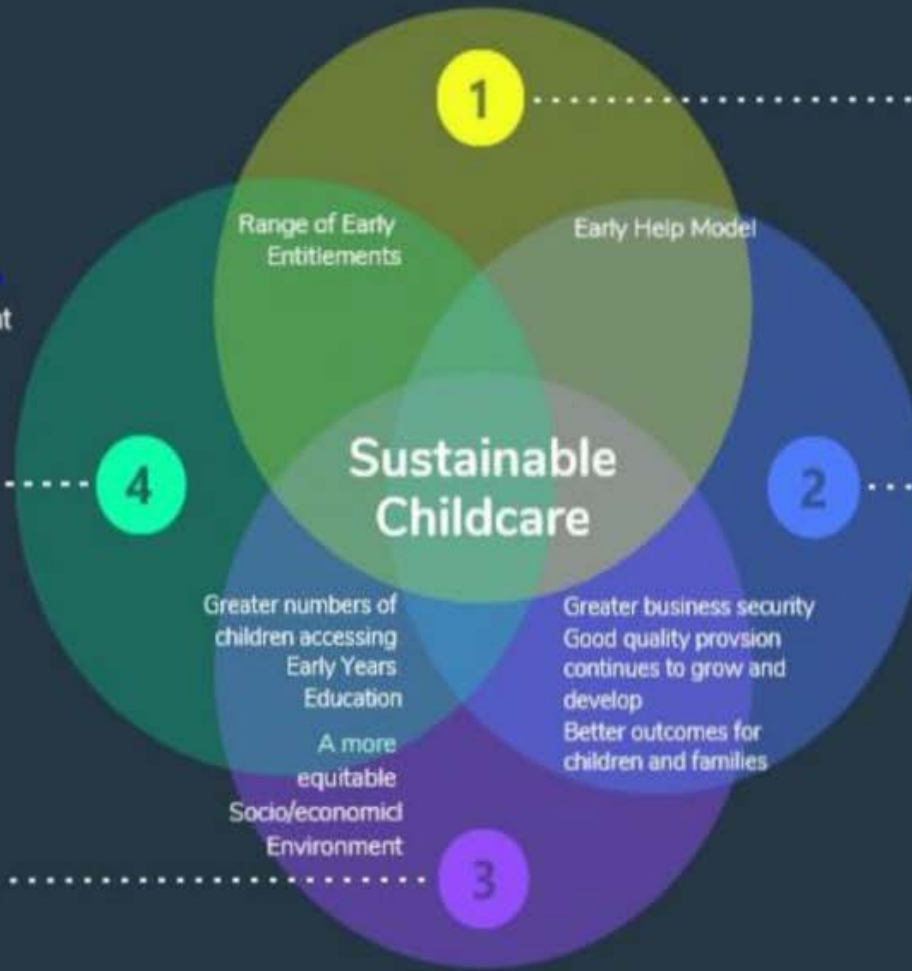 1
Range of Early
Entitlements
Early Help Model
4
Sustainable
Childcare
2
Greater numbers of
children accessing
Early Years
Education
A more
equitable
Socio/economicl
Environment
Greater business security
Good quality provsion
continues to grow and
develop
Better outcomes for
children and families
3